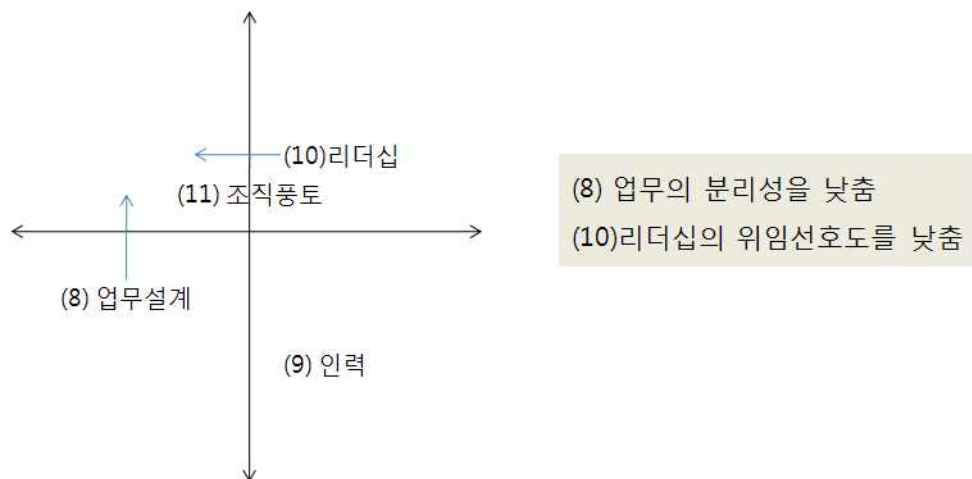 (10)리더십
(11) 조직풍토
(8) 업무설계
(9) 인력
(8) 업무의 분리성을 낮춤
(10)리더십의 위임선호도를 낮춤